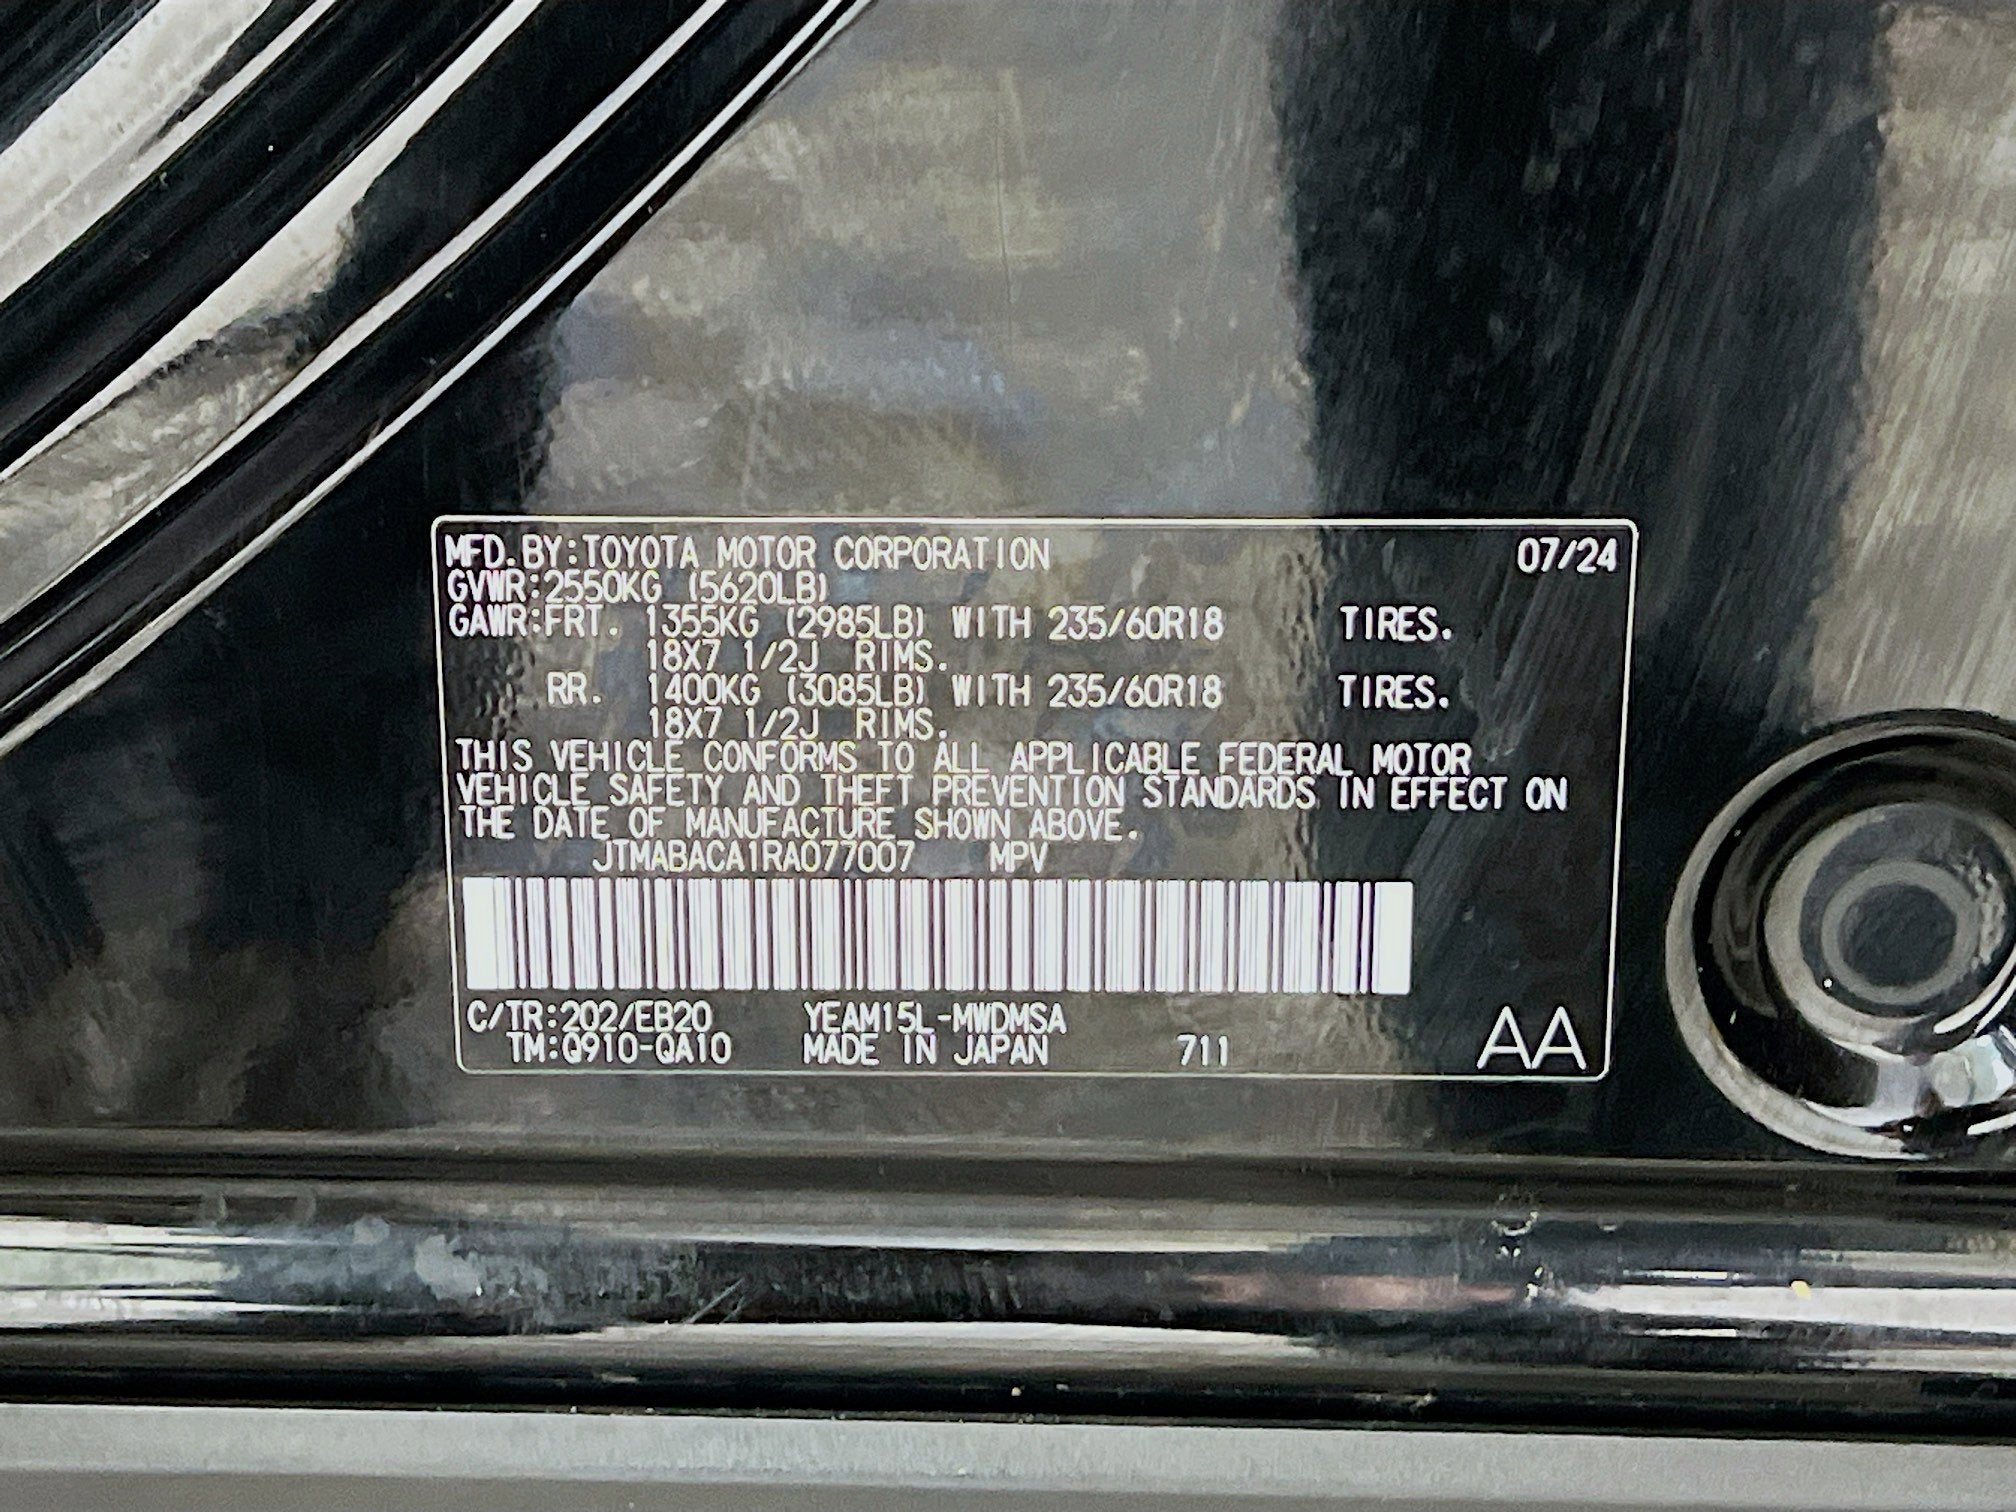 MFD.BY:TOYOTA MOTOR CORPORATION 07/24
GVWR:2550KG (5620LB)
GAWR:FRT. 1355KG (2985LB) WITH 235/60R18 TIRES.
18X7 1/2J RIMS.
RR. 1400KG (3085LB) WITH 235/60R18 TIRES.
18X7 1/2J RIMS.
THIS VEHICLE CONFORMS TO ALL APPLICABLE FEDERAL MOTOR
VEHICLE SAFETY AND THEFT PREVENTION STANDARDS IN EFFECT ON
THE DATE OF MANUFACTURE SHOWN ABOVE.
JTMABACA1RA077007 MPV
C/TR:202/EB20 YEAM15L-MWDMSA
TM:Q910-QA10 MADE IN JAPAN 711 AA